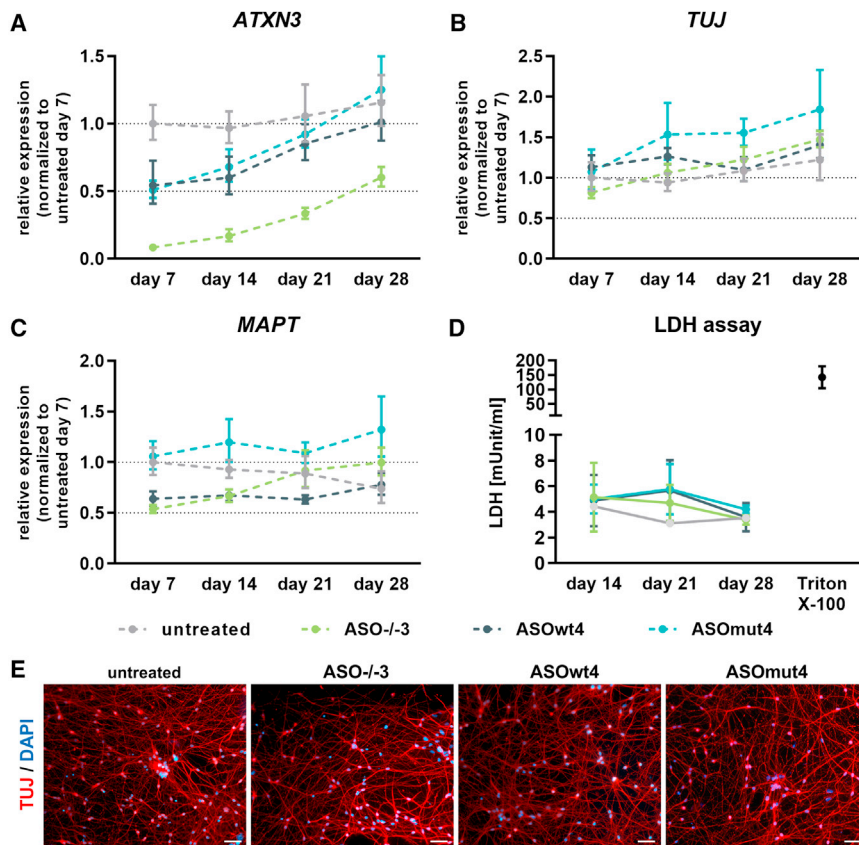 A
ATXN3
relative expression
(normalized to
untreated day 7)
1.5
1.0
0.5
0.0
day 7 day 14 day 21 day 28
B
TUJ
relative expression
(normalized to
untreated day 7)
2.5
2.0
1.5
1.0
0.5
0.0
day 7 day 14 day 21 day 28
C
MAPT
relative expression
(normalized to
untreated day 7)
2.0
1.5
1.0
0.5
0.0
day 7 day 14 day 21 day 28
D
LDH assay
LDH [mUnit/ml]
200
150
100
50
10
8
6
4
2
0
day 14 day 21 day 28 Triton
X-100
untreated ASO-/-3 ASOwt4 ASOmut4
E
untreated ASO-/-3 ASOwt4 ASOmut4
TUJ / DAPI